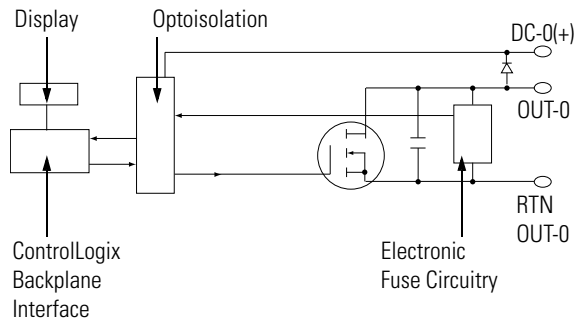 Display
Optoisolation
DC-0(+)
OUT-0
RTN
OUT-0
ControlLogix
Backplane
Interface
Electronic
Fuse Circuitry